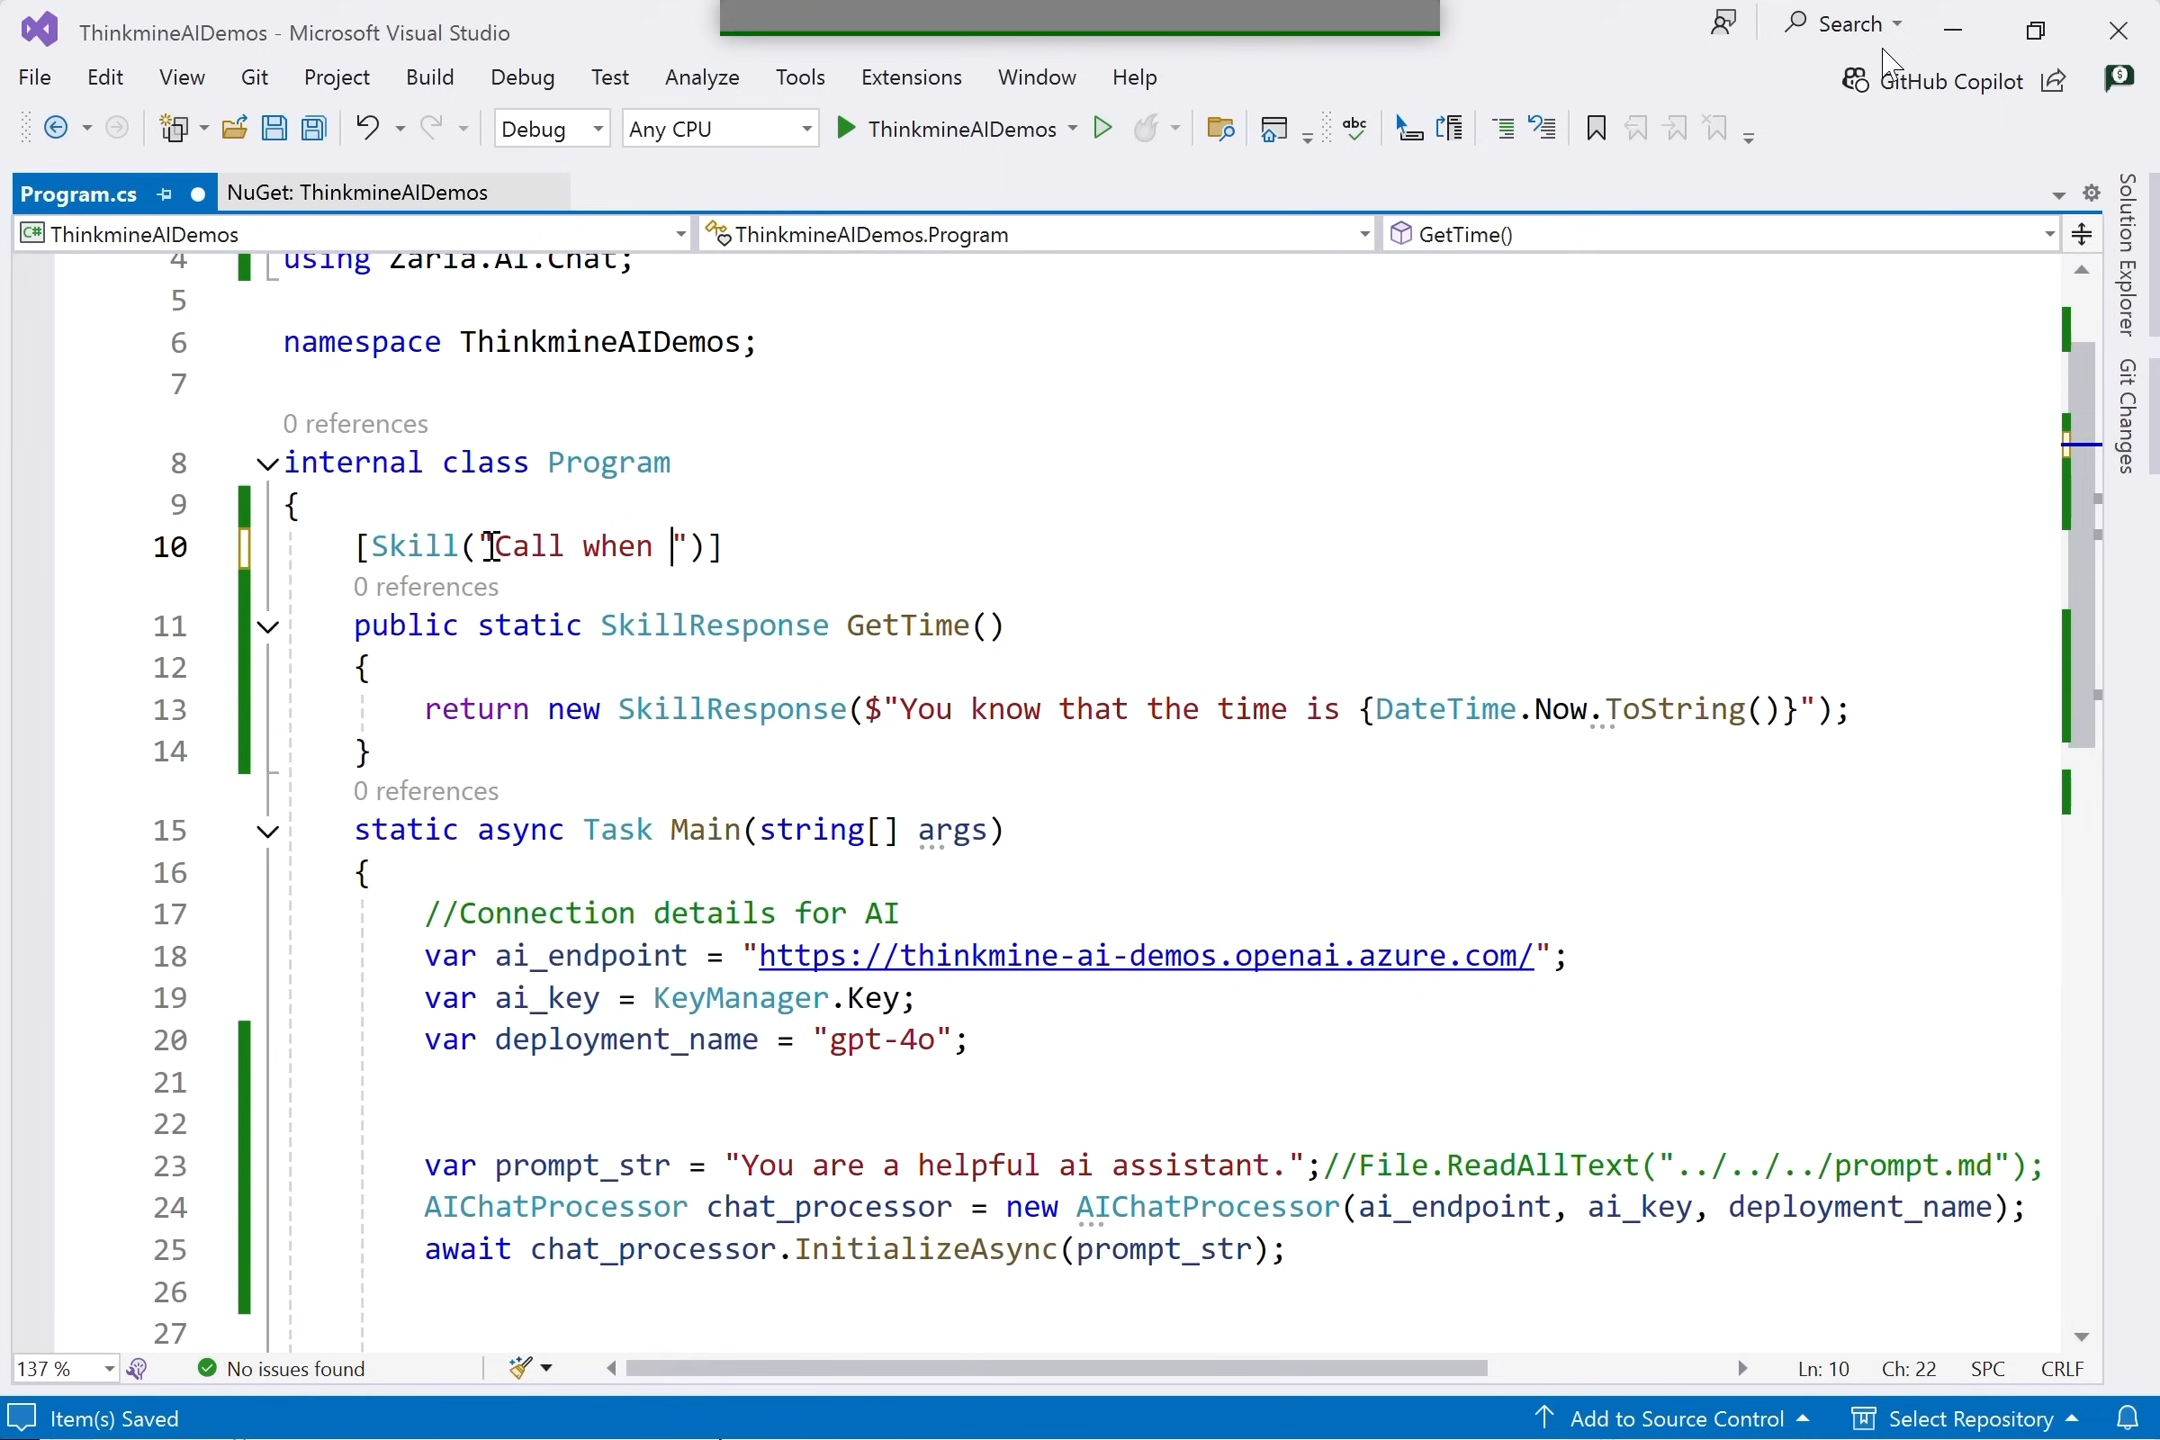 ThinkmineAIDemos - Microsoft Visual Studio
Search
File Edit View Git Project Build Debug Test Analyze Tools Extensions Window Help
GitHub Copilot
Debug Any CPU ThinkmineAIDemos
abc
Program.cs NuGet: ThinkmineAIDemos
C# ThinkmineAIDemos ThinkmineAIDemos.Program GetTime()
4 using Zaria.AI.Chat;
5
6 namespace ThinkmineAIDemos;
7
0 references
8 internal class Program
9 {
10 [Skill("Call when ")]
0 references
11 public static SkillResponse GetTime()
12 {
13 return new SkillResponse($"You know that the time is {DateTime.Now.ToString()}");
14 }
0 references
15 static async Task Main(string[] args)
16 {
17 //Connection details for AI
18 var ai_endpoint = "https://thinkmine-ai-demos.openai.azure.com/";
19 var ai_key = KeyManager.Key;
20 var deployment_name = "gpt-4o";
21
22
23 var prompt_str = "You are a helpful ai assistant.";//File.ReadAllText("../../../prompt.md");
24 AIChatProcessor chat_processor = new AIChatProcessor(ai_endpoint, ai_key, deployment_name);
25 await chat_processor.InitializeAsync(prompt_str);
26
27
Solution Explorer
Git Changes
137 % No issues found Ln: 10 Ch: 22 SPC CRLF
Item(s) Saved Add to Source Control Select Repository